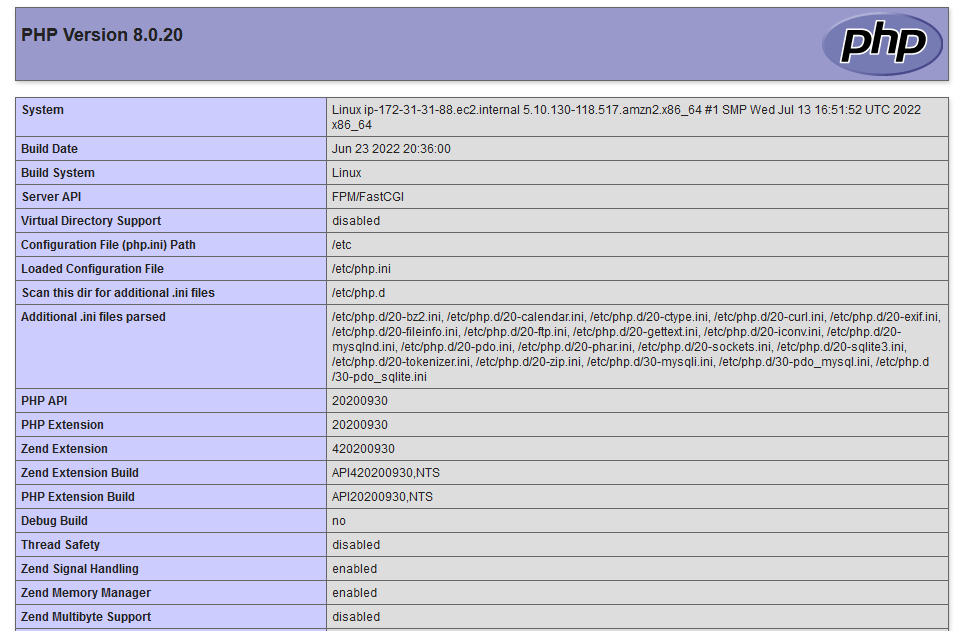 PHP Version 8.0.20
php
System
Linux ip-172-31-31-88.ec2.internal 5.10.130-118.517.amzn2.x86_64 #1 SMP Wed Jul 13 16:51:52 UTC 2022
x86_64
Build Date
Jun 23 2022 20:36:00
Build System
Linux
Server API
FPM/FastCGI
Virtual Directory Support
disabled
Configuration File (php.ini) Path
/etc
Loaded Configuration File
/etc/php.ini
Scan this dir for additional .ini files
/etc/php.d
Additional .ini files parsed
/etc/php.d/20-bz2.ini, /etc/php.d/20-calendar.ini, /etc/php.d/20-ctype.ini, /etc/php.d/20-curl.ini, /etc/php.d/20-exif.ini,
/etc/php.d/20-fileinfo.ini, /etc/php.d/20-ftp.ini, /etc/php.d/20-gettext.ini, /etc/php.d/20-iconv.ini, /etc/php.d/20-
mysqlnd.ini, /etc/php.d/20-pdo.ini, /etc/php.d/20-phar.ini, /etc/php.d/20-sockets.ini, /etc/php.d/20-sqlite3.ini,
/etc/php.d/20-tokenizer.ini, /etc/php.d/20-zip.ini, /etc/php.d/30-mysqli.ini, /etc/php.d/30-pdo_mysql.ini, /etc/php.d
/30-pdo_sqlite.ini
PHP API
20200930
PHP Extension
20200930
Zend Extension
420200930
Zend Extension Build
API420200930,NTS
PHP Extension Build
API20200930,NTS
Debug Build
no
Thread Safety
disabled
Zend Signal Handling
enabled
Zend Memory Manager
enabled
Zend Multibyte Support
disabled